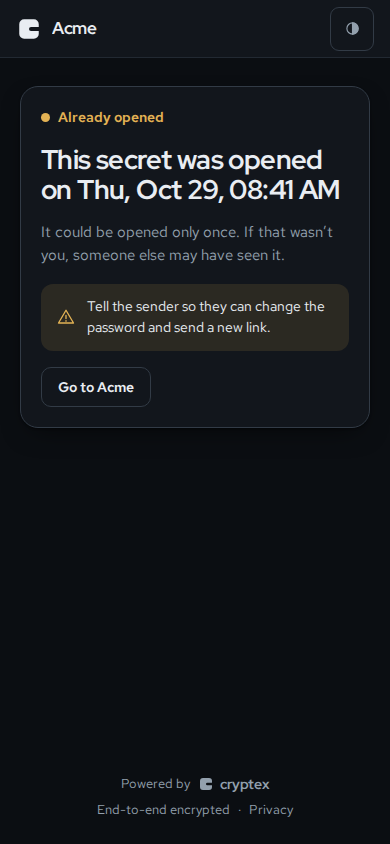 Acme
Already opened
This secret was opened
on Thu, Oct 29, 08:41 AM
It could be opened only once. If that wasn’t
you, someone else may have seen it.
Tell the sender so they can change the
password and send a new link.
Go to Acme
Powered by cryptex
End-to-end encrypted · Privacy